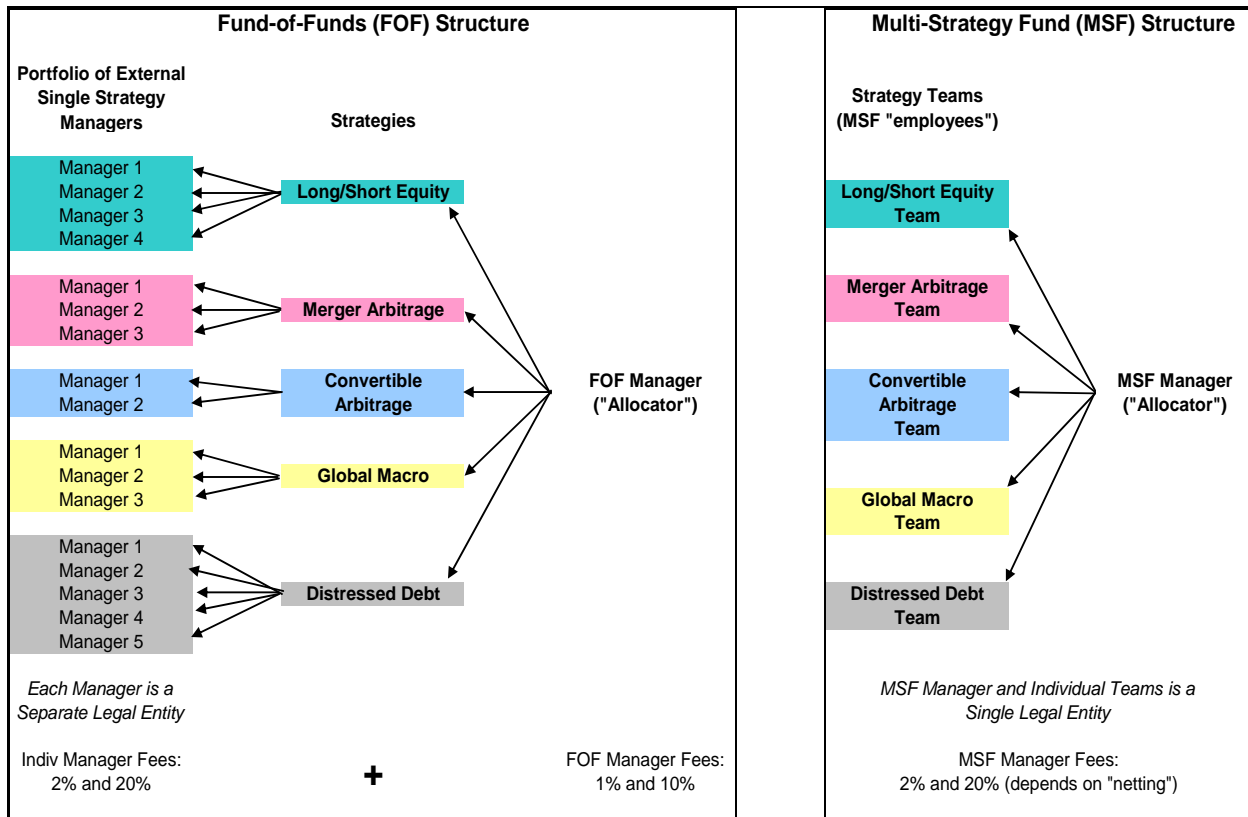 Fund-of-Funds (FOF) Structure
Portfolio of External
Single Strategy
Managers
Strategies
Manager 1
Manager 2
Manager 3
Manager 4
Long/Short Equity
Manager 1
Manager 2
Manager 3
Merger Arbitrage
Manager 1
Manager 2
Convertible
Arbitrage
FOF Manager
("Allocator")
Manager 1
Manager 2
Manager 3
Global Macro
Manager 1
Manager 2
Manager 3
Manager 4
Manager 5
Distressed Debt
Each Manager is a
Separate Legal Entity
Indiv Manager Fees:
2% and 20%
+
FOF Manager Fees:
1% and 10%
Multi-Strategy Fund (MSF) Structure
Strategy Teams
(MSF "employees")
Long/Short Equity
Team
Merger Arbitrage
Team
Convertible
Arbitrage
Team
MSF Manager
("Allocator")
Global Macro
Team
Distressed Debt
Team
MSF Manager and Individual Teams is a
Single Legal Entity
MSF Manager Fees:
2% and 20% (depends on "netting")